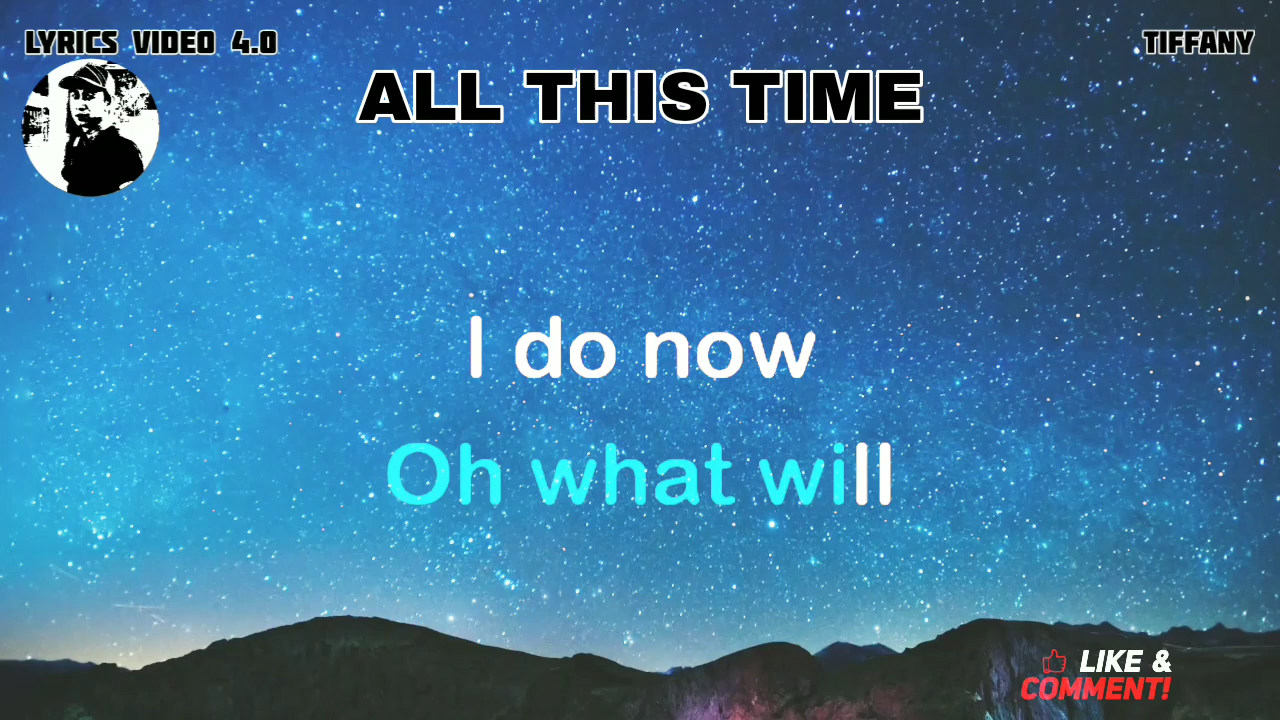 LYRICS VIDEO 4.0
TIFFANY
ALL THIS TIME
I do now
Oh what will
LIKE &
COMMENT!